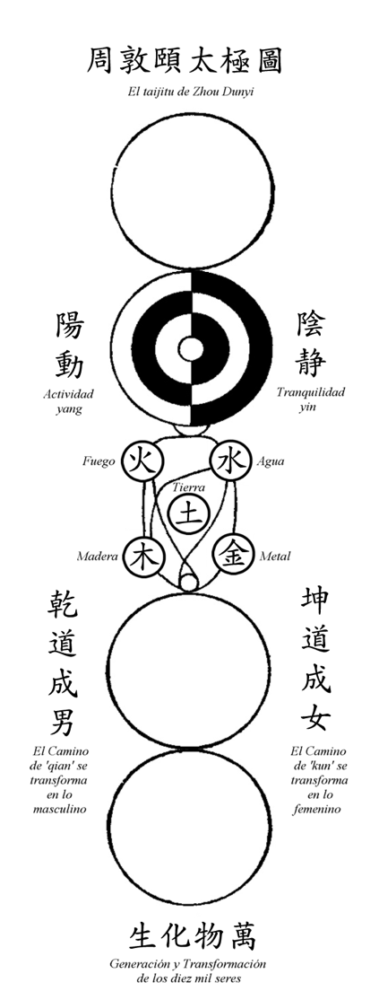 周敦頤太極圖
El taijitu de Zhou Dunyi
陽動
Actividad
yang
陰静
Tranquilidad
yin
Fuego
火
水
Agua
Tierra
土
Madera
木
金
Metal
乾道成男
El Camino
de 'qian' se
transforma
en lo
masculino
坤道成女
El Camino
de 'kun' se
transforma
en lo
femenino
生化物萬
Generación y Transformación
de los diez mil seres